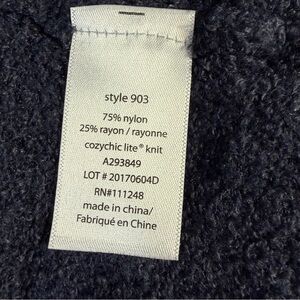 style 903
75% nylon
25% rayon / rayonne
cozychic lite® knit
A293849
LOT # 20170604D
RN#111248
made in china/
Fabriqué en Chine